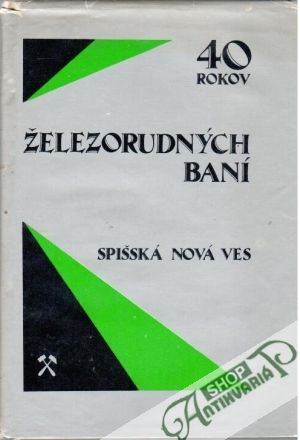 40
ROKOV
ŽELEZORUDNÝCH
BANÍ
SPIŠSKÁ NOVÁ VES
SHOP
ANTIKVARIÁT